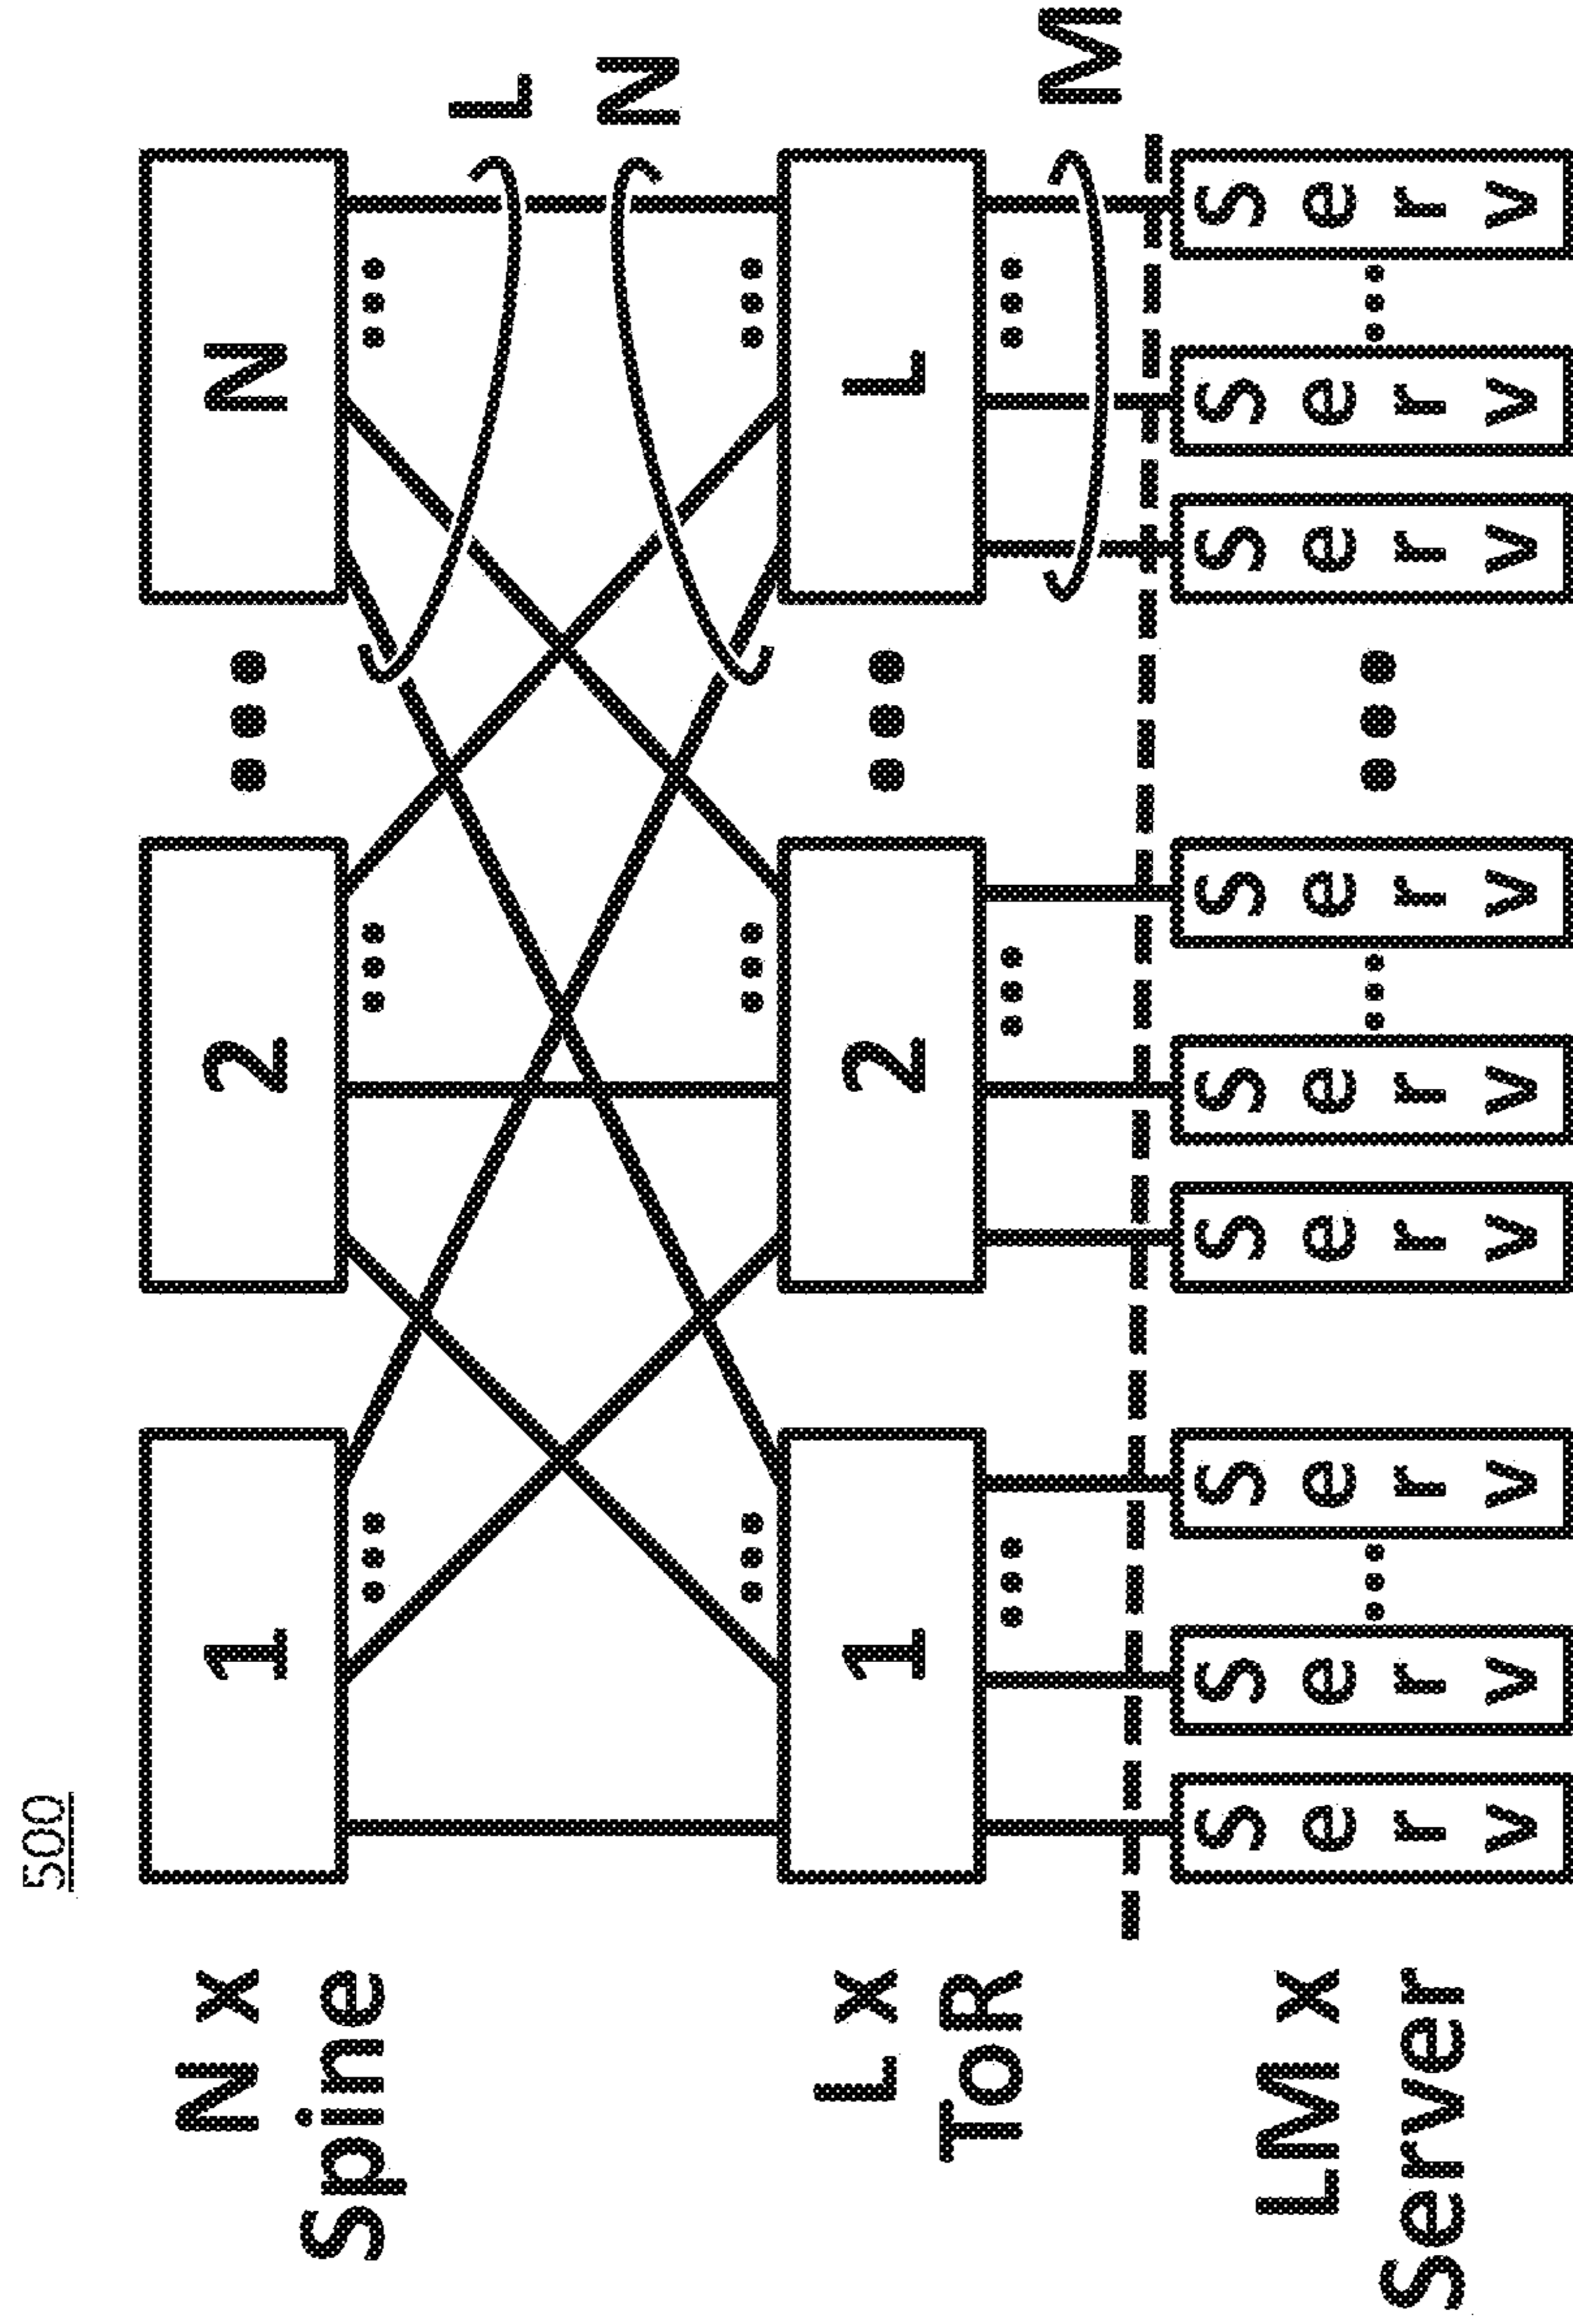 500
N x
Spine
1
2
N
L
N
L x
ToR
1
2
L
M
LM x
Server
Serv
Serv
Serv
Serv
Serv
Serv
Serv
Serv
Serv